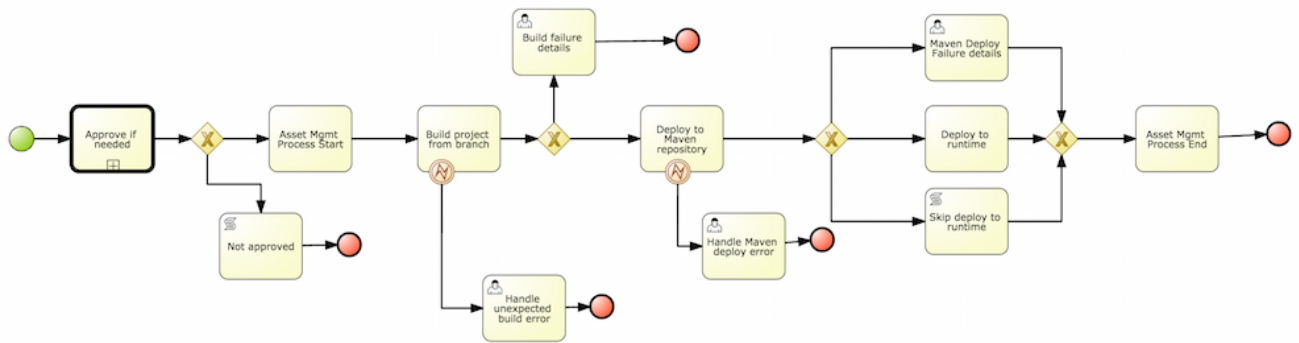 Build failure
details
Maven Deploy
Failure details
Approve if
needed
Asset Mgmt
Process Start
Build project
from branch
Deploy to
Maven
repository
Deploy to
runtime
Asset Mgmt
Process End
Not approved
Handle Maven
deploy error
Skip deploy to
runtime
Handle
unexpected
build error